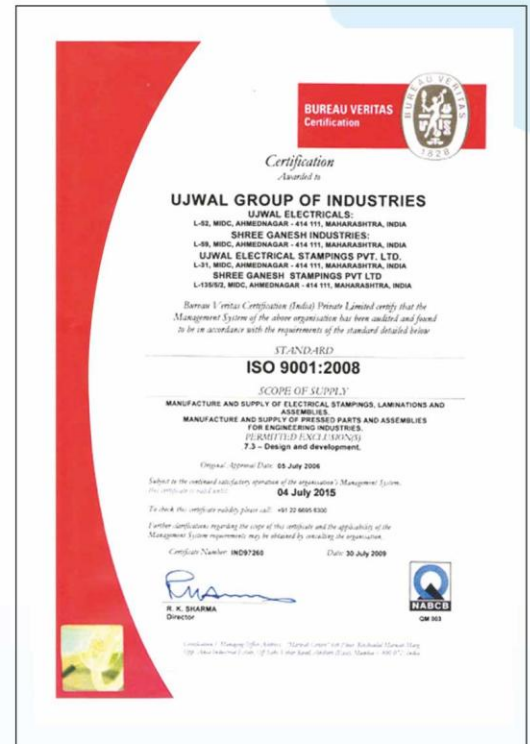 BUREAU VERITAS
Certification
BUREAU VERITAS
1828
Certification
Awarded to
UJWAL GROUP OF INDUSTRIES
UJWAL ELECTRICALS:
L-52, MIDC, AHMEDNAGAR - 414 111, MAHARASHTRA, INDIA
SHREE GANESH INDUSTRIES:
L-59, MIDC, AHMEDNAGAR - 414 111, MAHARASHTRA, INDIA
UJWAL ELECTRICAL STAMPINGS PVT. LTD.
L-31, MIDC, AHMEDNAGAR - 414 111, MAHARASHTRA, INDIA
SHREE GANESH STAMPINGS PVT LTD
L-135/5/2, MIDC, AHMEDNAGAR - 414 111, MAHARASHTRA, INDIA
Bureau Veritas Certification (India) Private Limited certify that the
Management System of the above organisation has been audited and found
to be in accordance with the requirements of the standard detailed below
STANDARD
ISO 9001:2008
SCOPE OF SUPPLY
MANUFACTURE AND SUPPLY OF ELECTRICAL STAMPINGS, LAMINATIONS AND
ASSEMBLIES.
MANUFACTURE AND SUPPLY OF PRESSED PARTS AND ASSEMBLIES
FOR ENGINEERING INDUSTRIES.
PERMITTED EXCLUSION(S)
7.3 – Design and development.
Original Approval Date: 05 July 2006
Subject to the continued satisfactory operation of the organisation's Management System,
this certificate is valid until: 04 July 2015
To check this certificate validity please call: +91 22 6695 6300
Further clarifications regarding the scope of this certificate and the applicability of the
Management System requirements may be obtained by consulting the organisation.
Certificate Number: IND97260 Date: 30 July 2009
R. K. SHARMA
Director
NABCB
QM 003